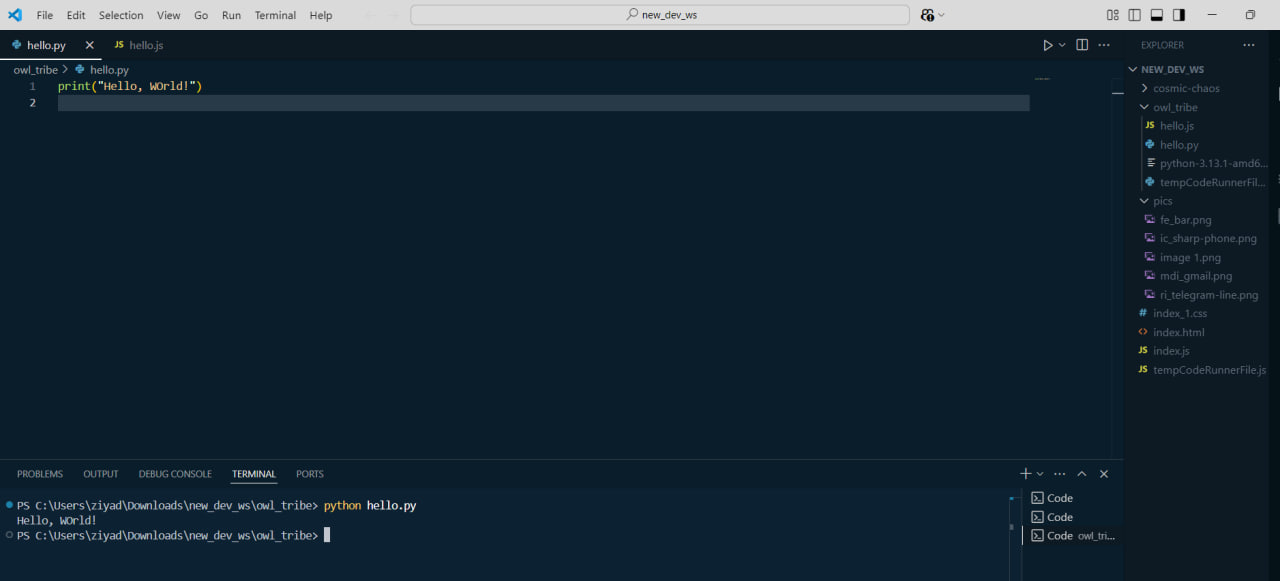 File Edit Selection View Go Run Terminal Help
new_dev_ws
hello.py
JS hello.js
owl_tribe > hello.py
1 print("Hello, WOrld!")
2
EXPLORER
NEW_DEV_WS
cosmic-chaos
owl_tribe
JS hello.js
hello.py
python-3.13.1-amd6...
tempCodeRunnerFil...
pics
fe_bar.png
ic_sharp-phone.png
image 1.png
mdi_gmail.png
ri_telegram-line.png
# index_1.css
<> index.html
JS index.js
JS tempCodeRunnerFile.js
PROBLEMS OUTPUT DEBUG CONSOLE TERMINAL PORTS
PS C:\Users\ziyad\Downloads\new_dev_ws\owl_tribe> python hello.py
Hello, WOrld!
PS C:\Users\ziyad\Downloads\new_dev_ws\owl_tribe>
Code
Code
Code owl_tri...